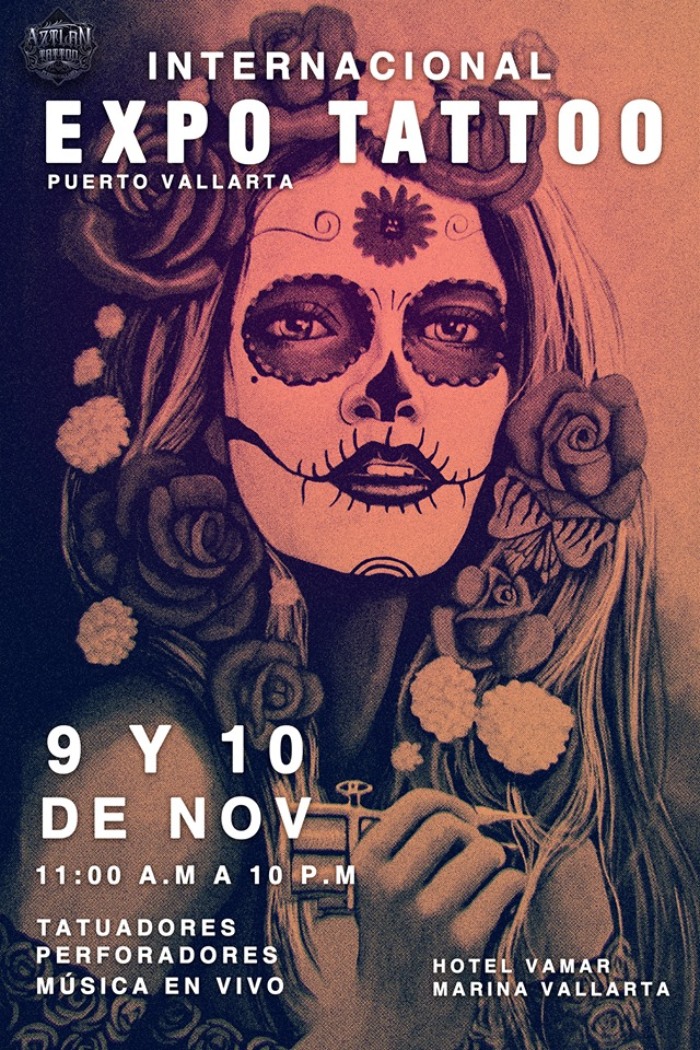 AZTLAN
TATTOO
INTERNACIONAL
EXPO TATTOO
PUERTO VALLARTA
9 Y 10
DE NOV
11:00 A.M A 10 P.M
TATUADORES
PERFORADORES
MÚSICA EN VIVO
HOTEL VAMAR
MARINA VALLARTA